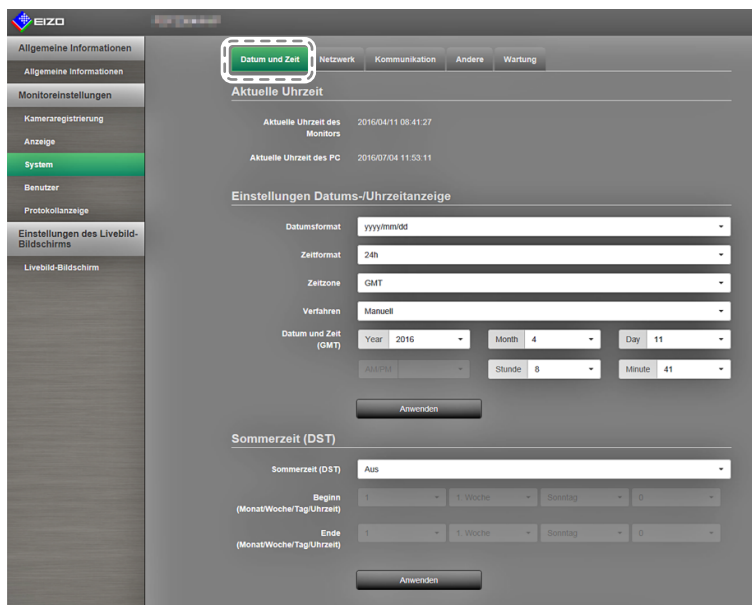 EIZO
Allgemeine Informationen
Allgemeine Informationen
Monitoreinstellungen
Kameraregistrierung
Anzeige
System
Benutzer
Protokollanzeige
Einstellungen des Livebild-
Bildschirms
Livebild-Bildschirm
Datum und Zeit Netzwerk Kommunikation Andere Wartung
Aktuelle Uhrzeit
Aktuelle Uhrzeit des
Monitors 2016/04/11 08:41:27
Aktuelle Uhrzeit des PC 2016/07/04 11:53:11
Einstellungen Datums-/Uhrzeitanzeige
Datumsformat yyyy/mm/dd
Zeitformat 24h
Zeitzone GMT
Verfahren Manuell
Datum und Zeit
(GMT) Year 2016 Month 4 Day 11
AM/PM Stunde 8 Minute 41
Anwenden
Sommerzeit (DST)
Sommerzeit (DST) Aus
Beginn
(Monat/Woche/Tag/Uhrzeit) 1 1. Woche Sonntag 0
Ende
(Monat/Woche/Tag/Uhrzeit) 1 1. Woche Sonntag 0
Anwenden